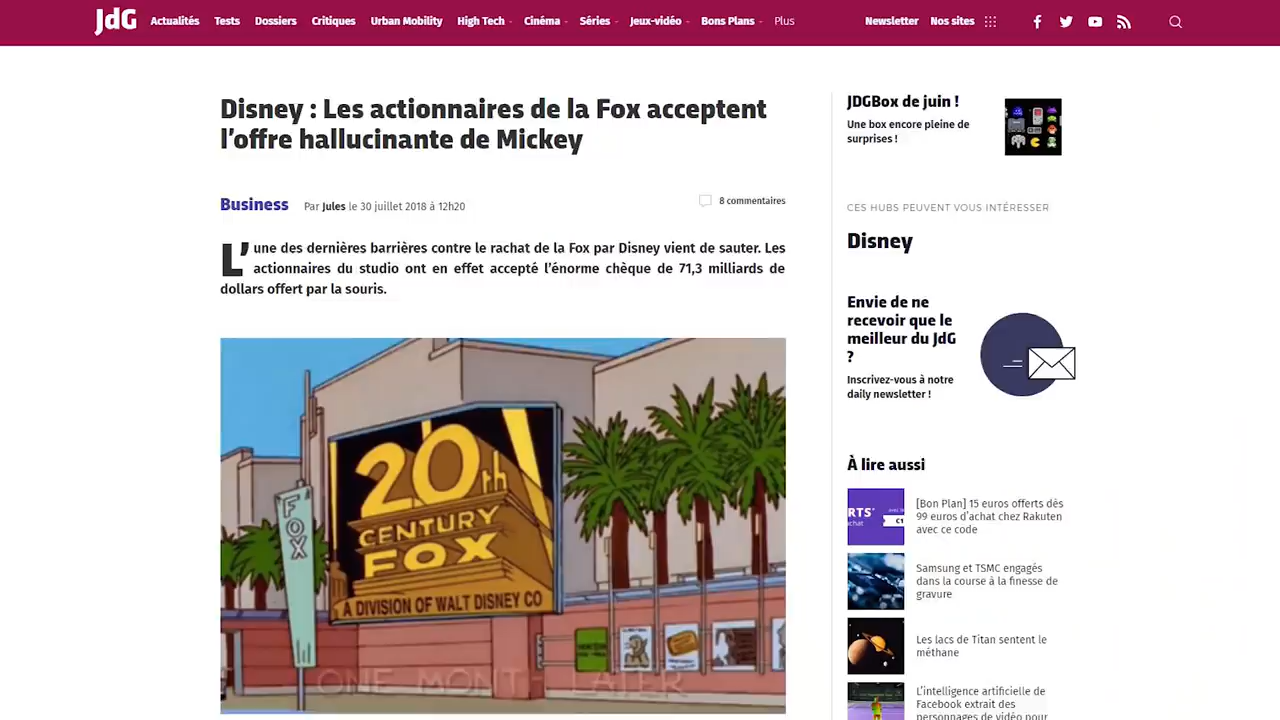 JdG
Actualités
Tests
Dossiers
Critiques
Urban Mobility
High Tech
Cinéma
Séries
Jeux-vidéo
Bons Plans
Plus
Newsletter
Nos sites
Disney : Les actionnaires de la Fox acceptent
l’offre hallucinante de Mickey
Business
Par Jules le 30 juillet 2018 à 12h20
8 commentaires
L’une des dernières barrières contre le rachat de la Fox par Disney vient de sauter. Les
actionnaires du studio ont en effet accepté l’énorme chèque de 71,3 milliards de
dollars offert par la souris.
20th
CENTURY
FOX
A DIVISION OF WALT DISNEY CO
FOX
JDGBox de juin !
Une box encore pleine de
surprises !
CES HUBS PEUVENT VOUS INTÉRESSER
Disney
Envie de ne
recevoir que le
meilleur du JdG
?
Inscrivez-vous à notre
daily newsletter !
À lire aussi
[Bon Plan] 15 euros offerts dès
99 euros d’achat chez Rakuten
avec ce code
Samsung et TSMC engagés
dans la course à la finesse de
gravure
Les lacs de Titan sentent le
méthane
L’intelligence artificielle de
Facebook extrait des
personnages de vidéo pour